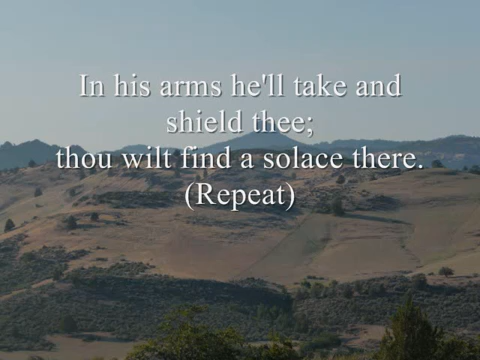 In his arms he'll take and
shield thee;
thou wilt find a solace there.
(Repeat)